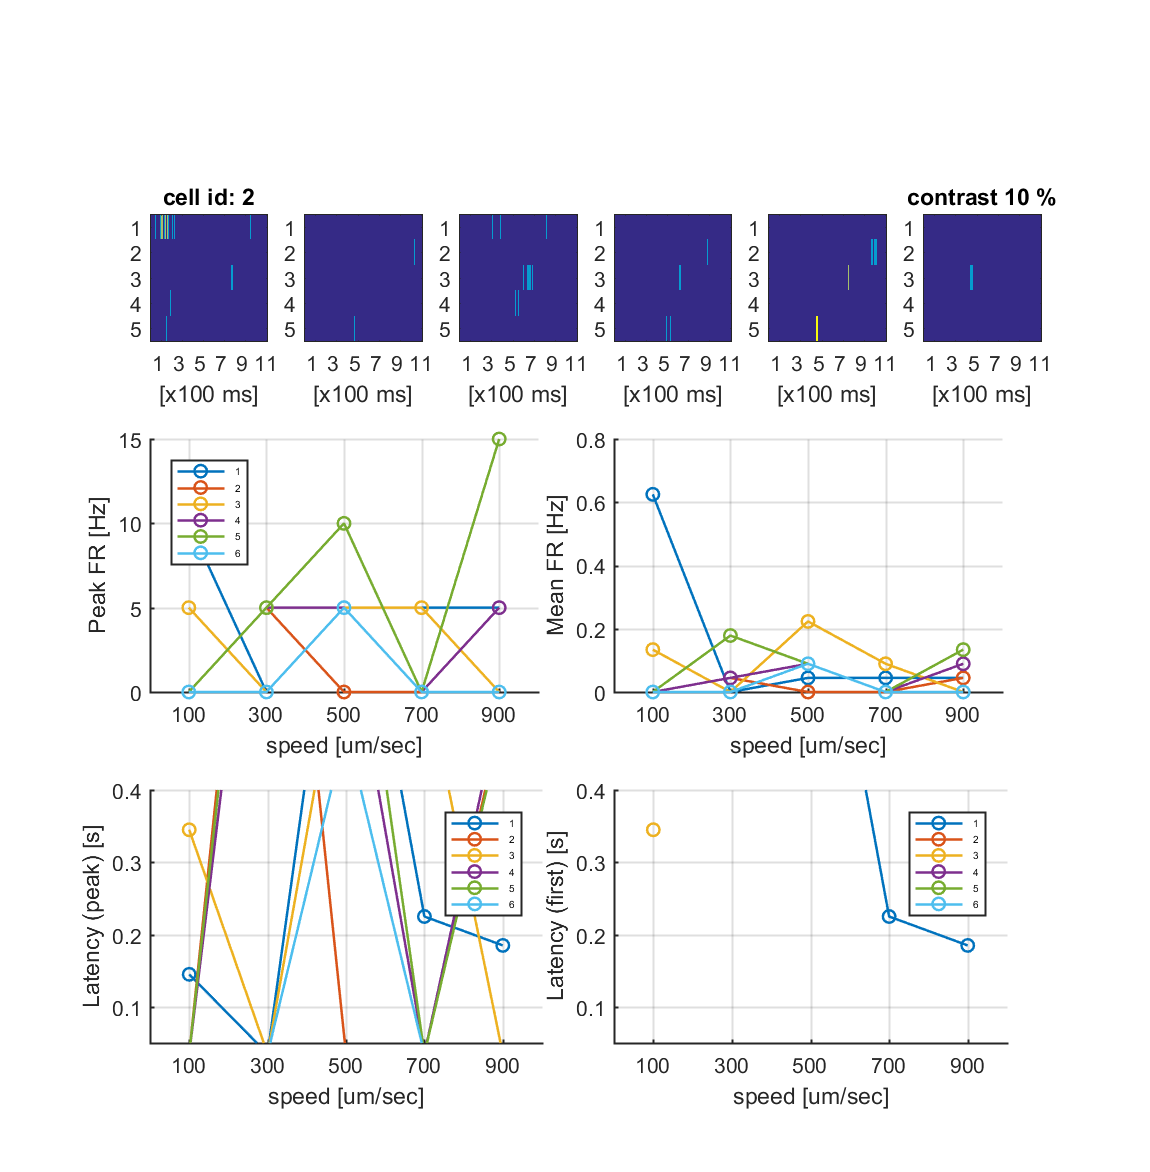 cell id: 2
contrast 10 %
1 1 1 1 1 1
2 2 2 2 2 2
3 3 3 3 3 3
4 4 4 4 4 4
5 5 5 5 5 5
1 3 5 7 9 11 1 3 5 7 9 11 1 3 5 7 9 11 1 3 5 7 9 11 1 3 5 7 9 11 1 3 5 7 9 11
[x100 ms] [x100 ms] [x100 ms] [x100 ms] [x100 ms] [x100 ms]
Peak FR [Hz]
15
10
5
0
1
2
3
4
5
6
100 300 500 700 900
speed [um/sec]
Mean FR [Hz]
0.8
0.6
0.4
0.2
0
100 300 500 700 900
speed [um/sec]
Latency (peak) [s]
0.4
0.3
0.2
0.1
1
2
3
4
5
6
100 300 500 700 900
speed [um/sec]
Latency (first) [s]
0.4
0.3
0.2
0.1
1
2
3
4
5
6
100 300 500 700 900
speed [um/sec]